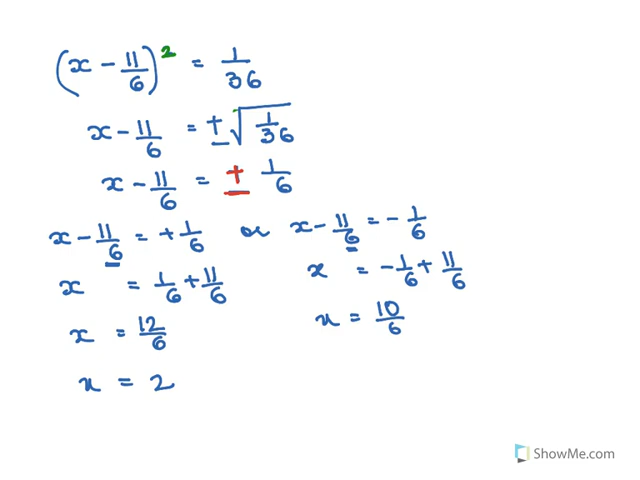 (x - 11/6)² = 1/36
x - 11/6 = ± √(1/36)
x - 11/6 = ± 1/6
x - 11/6 = + 1/6 or x - 11/6 = - 1/6
x = 1/6 + 11/6
x = - 1/6 + 11/6
x = 12/6
x = 10/6
x = 2
ShowMe.com